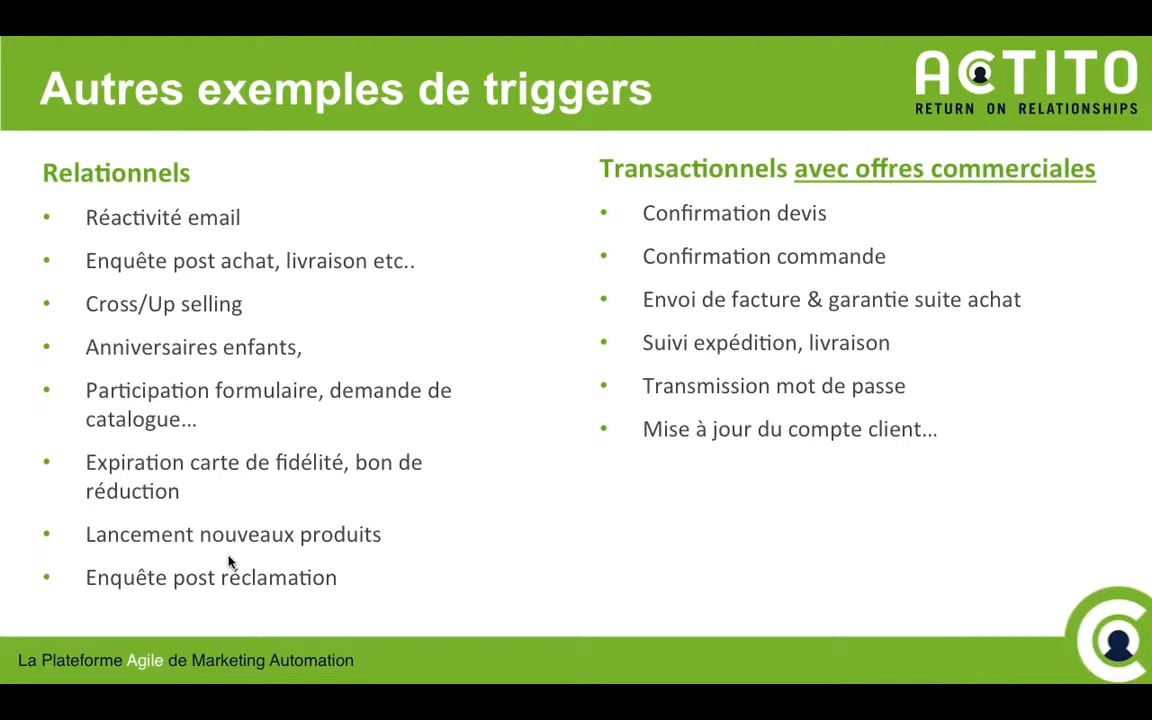 Autres exemples de triggers
ACTITO
RETURN ON RELATIONSHIPS
Relationnels
• Réactivité email
• Enquête post achat, livraison etc..
• Cross/Up selling
• Anniversaires enfants,
• Participation formulaire, demande de
catalogue…
• Expiration carte de fidélité, bon de
réduction
• Lancement nouveaux produits
• Enquête post réclamation
Transactionnels avec offres commerciales
• Confirmation devis
• Confirmation commande
• Envoi de facture & garantie suite achat
• Suivi expédition, livraison
• Transmission mot de passe
• Mise à jour du compte client…
La Plateforme Agile de Marketing Automation